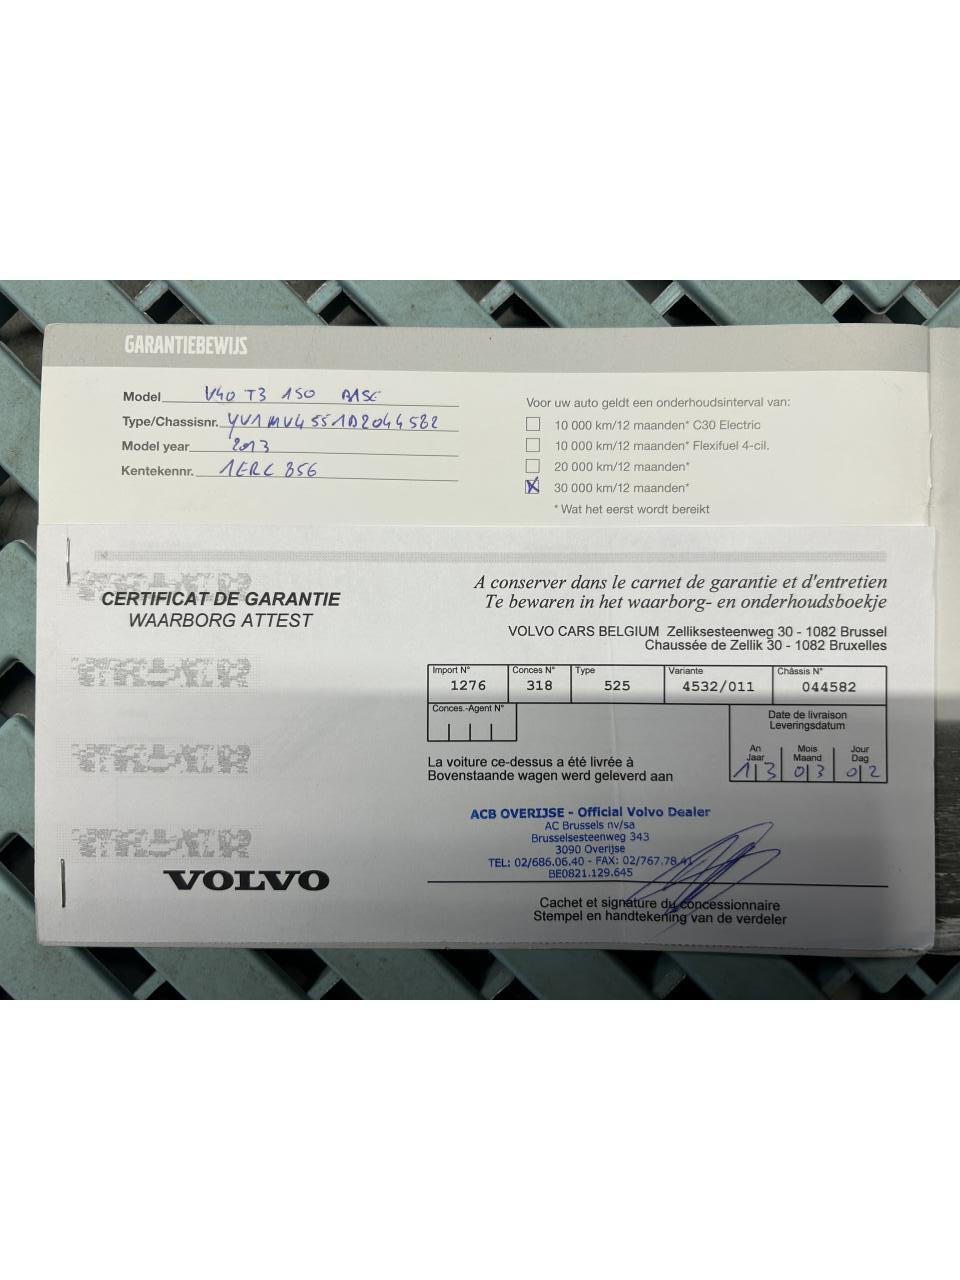 GARANTIEBEWIJS
Model V40 T3 150 BASE
Type/Chassisnr. YV1MV4551D2044582
Model year 2013
Kentekennr. 1ERC 856
Voor uw auto geldt een onderhoudsinterval van:
10 000 km/12 maanden* C30 Electric
10 000 km/12 maanden* Flexifuel 4-cil.
20 000 km/12 maanden*
X 30 000 km/12 maanden*
* Wat het eerst wordt bereikt
CERTIFICAT DE GARANTIE
WAARBORG ATTEST
A conserver dans le carnet de garantie et d'entretien
Te bewaren in het waarborg- en onderhoudsboekje
VOLVO CARS BELGIUM Zelliksesteenweg 30 - 1082 Brussel
Chaussée de Zellik 30 - 1082 Bruxelles
Import N° Conces N° Type Variante Châssis N°
1276 318 525 4532/011 044582
Conces.-Agent N°
Date de livraison
Leveringsdatum
An Mois Jour
Jaar Maand Dag
13 03 02
La voiture ce-dessus a été livrée à
Bovenstaande wagen werd geleverd aan
ACB OVERIJSE - Official Volvo Dealer
AC Brussels nv/sa
Brusselsesteenweg 343
3090 Overijse
TEL: 02/686.06.40 - FAX: 02/767.78.41
BE0821.129.645
VOLVO
Cachet et signature du concessionnaire
Stempel en handtekening van de verdeler